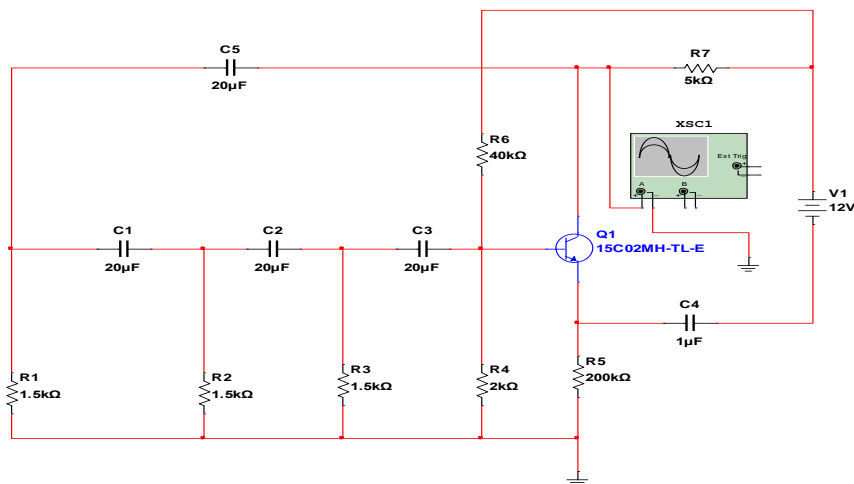 C5
20µF
R7
5kΩ
XSC1
Ext Trig
+
A
B
+
+
V1
12V
R6
40kΩ
C1
20µF
C2
20µF
C3
20µF
Q1
15C02MH-TL-E
C4
1µF
R1
1.5kΩ
R2
1.5kΩ
R3
1.5kΩ
R4
2kΩ
R5
200kΩ